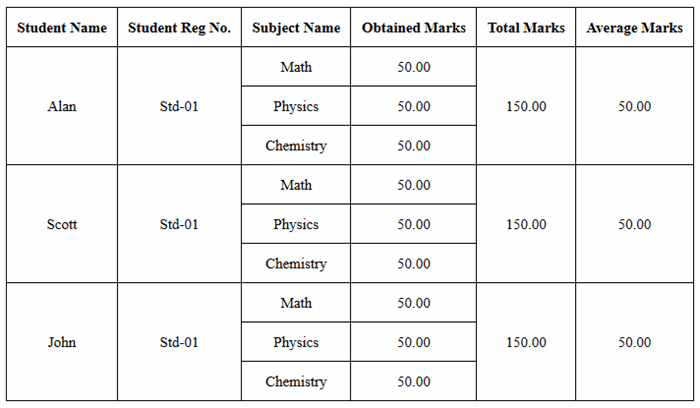 Student Name Student Reg No. Subject Name Obtained Marks Total Marks Average Marks
Math 50.00
Alan Std-01 Physics 50.00 150.00 50.00
Chemistry 50.00
Math 50.00
Scott Std-01 Physics 50.00 150.00 50.00
Chemistry 50.00
Math 50.00
John Std-01 Physics 50.00 150.00 50.00
Chemistry 50.00